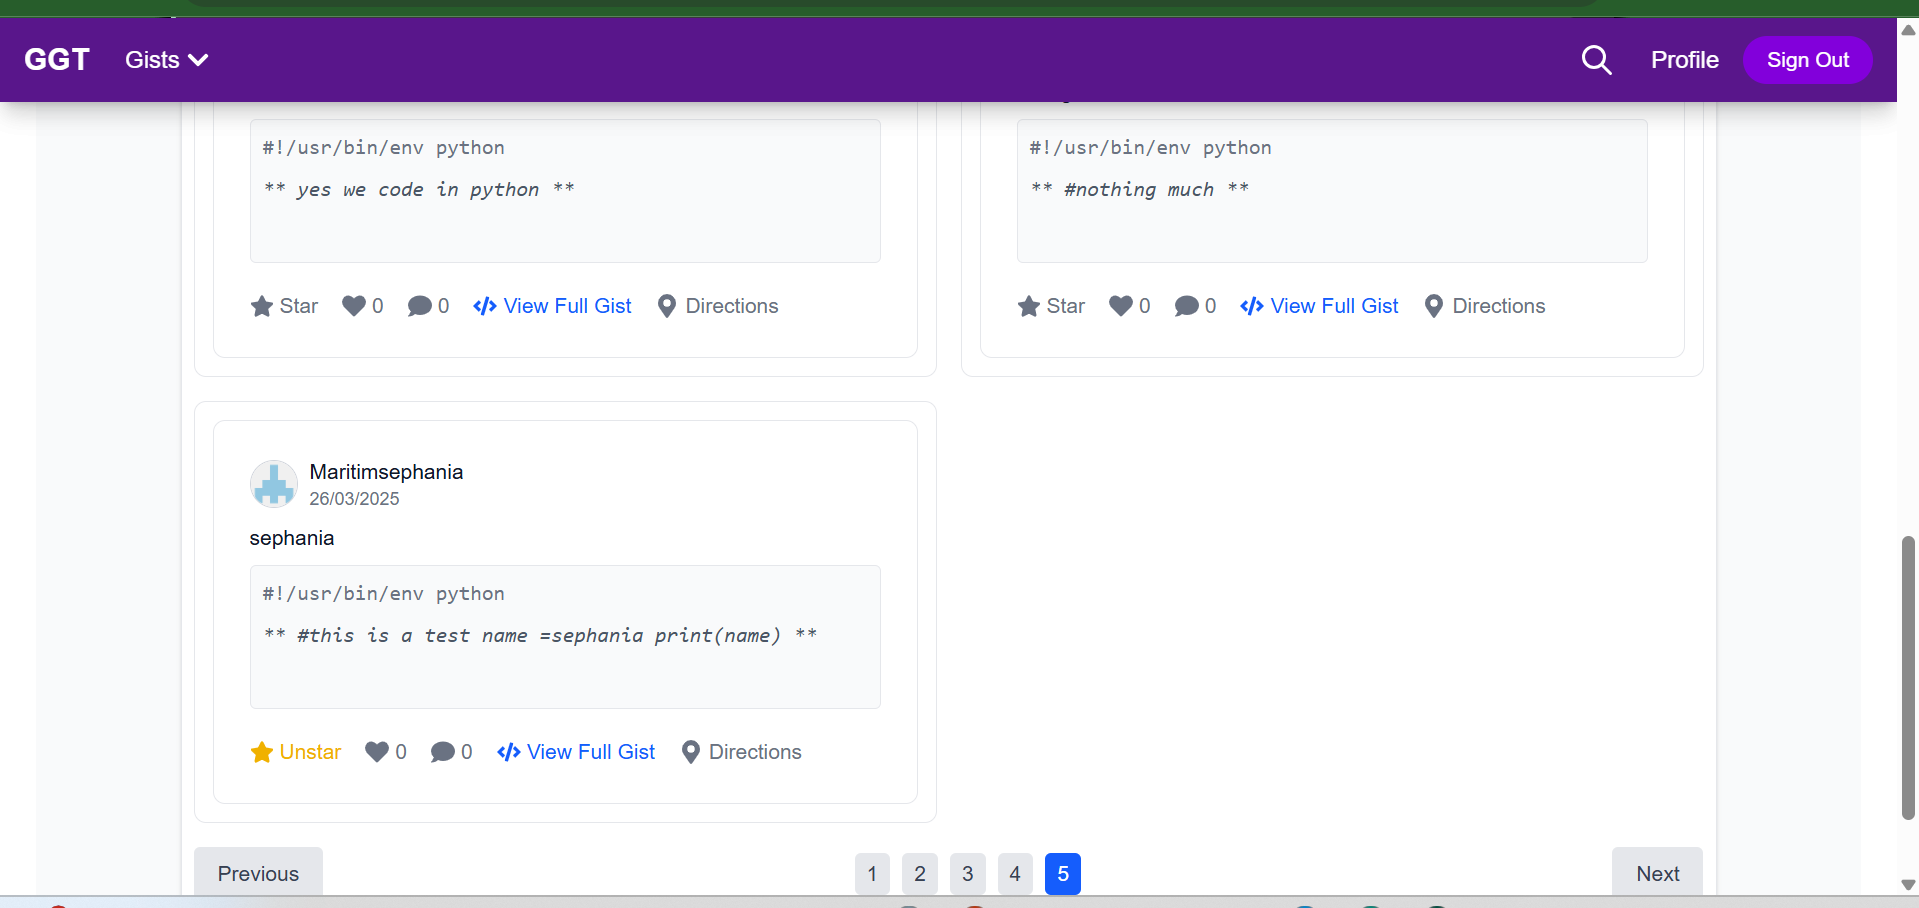 GGT Gists Profile Sign Out
#!/usr/bin/env python
** yes we code in python **
Star 0 0 </> View Full Gist Directions
#!/usr/bin/env python
** #nothing much **
Star 0 0 </> View Full Gist Directions
Maritimsephania
26/03/2025
sephania
#!/usr/bin/env python
** #this is a test name =sephania print(name) **
Unstar 0 0 </> View Full Gist Directions
Previous 1 2 3 4 5 Next